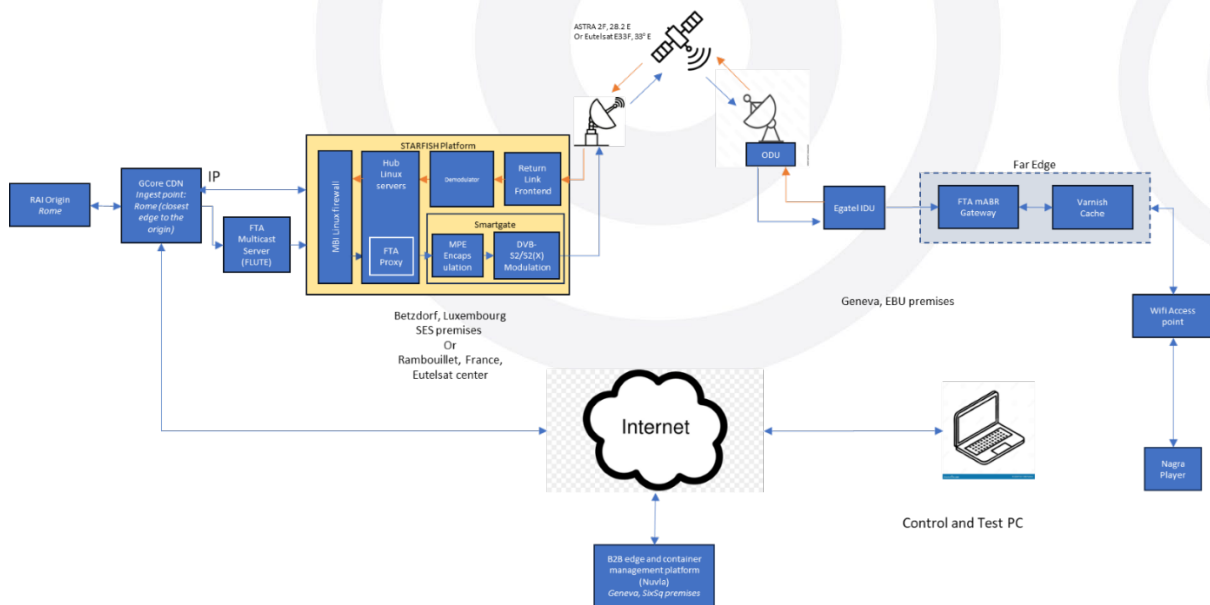 ASTRA 2F, 28.2 E
Or Eutelsat E33F, 33° E
STARFISH Platform
RAI Origin
Rome
GCore CDN
Ingest point:
Rome (closest
edge to the
origin)
IP
FTA
Multicast
Server
(FLUTE)
MBI Linux firewall
Hub
Linux
servers
FTA
Proxy
Demodulator
Return
Link
Frontend
Smartgate
MPE
Encaps
ulation
DVB-
S2/S2(X)
Modulation
ODU
Egatel IDU
Far Edge
FTA mABR
Gateway
Varnish
Cache
Betzdorf, Luxembourg
SES premises
Or
Rambouillet, France,
Eutelsat center
Geneva, EBU premises
Wifi Access
point
Internet
Nagra
Player
Control and Test PC
B2B edge and container
management platform
(Nuvla)
Geneva, SixSq premises